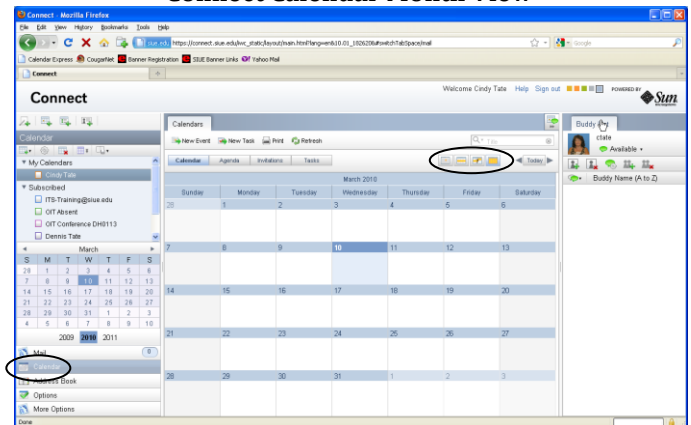 Connect Calendar Month View
Connect - Mozilla Firefox
File Edit View History Bookmarks Tools Help
https://connect.siue.edu/iwc_static/layout/main.html?lang=en&10.01_182620&#switchTabSpace/mail
Google
Calendar Express CougarNet Banner Registration SIUE Banner Links Yahoo Mail
Connect
Connect
Welcome Cindy Tate Help Sign out POWERED BY Sun
Calendar
My Calendars
Cindy Tate
Subscribed
ITS-Training@siue.edu
OIT Absent
OIT Conference DH0113
Dennis Tate
March
S M T W T F S
28 1 2 3 4 5 6
7 8 9 10 11 12 13
14 15 16 17 18 19 20
21 22 23 24 25 26 27
28 29 30 31 1 2 3
4 5 6 7 8 9 10
2009 2010 2011
Mail
Calendar
Address Book
Options
More Options
Calendars
New Event New Task Print Refresh
Calendar Agenda Invitations Tasks Today
March 2010
Sunday Monday Tuesday Wednesday Thursday Friday Saturday
28 1 2 3 4 5 6
7 8 9 10 11 12 13
14 15 16 17 18 19 20
21 22 23 24 25 26 27
28 29 30 31 1 2 3
Buddy
ctate
Available
Buddy Name (A to Z)
Done